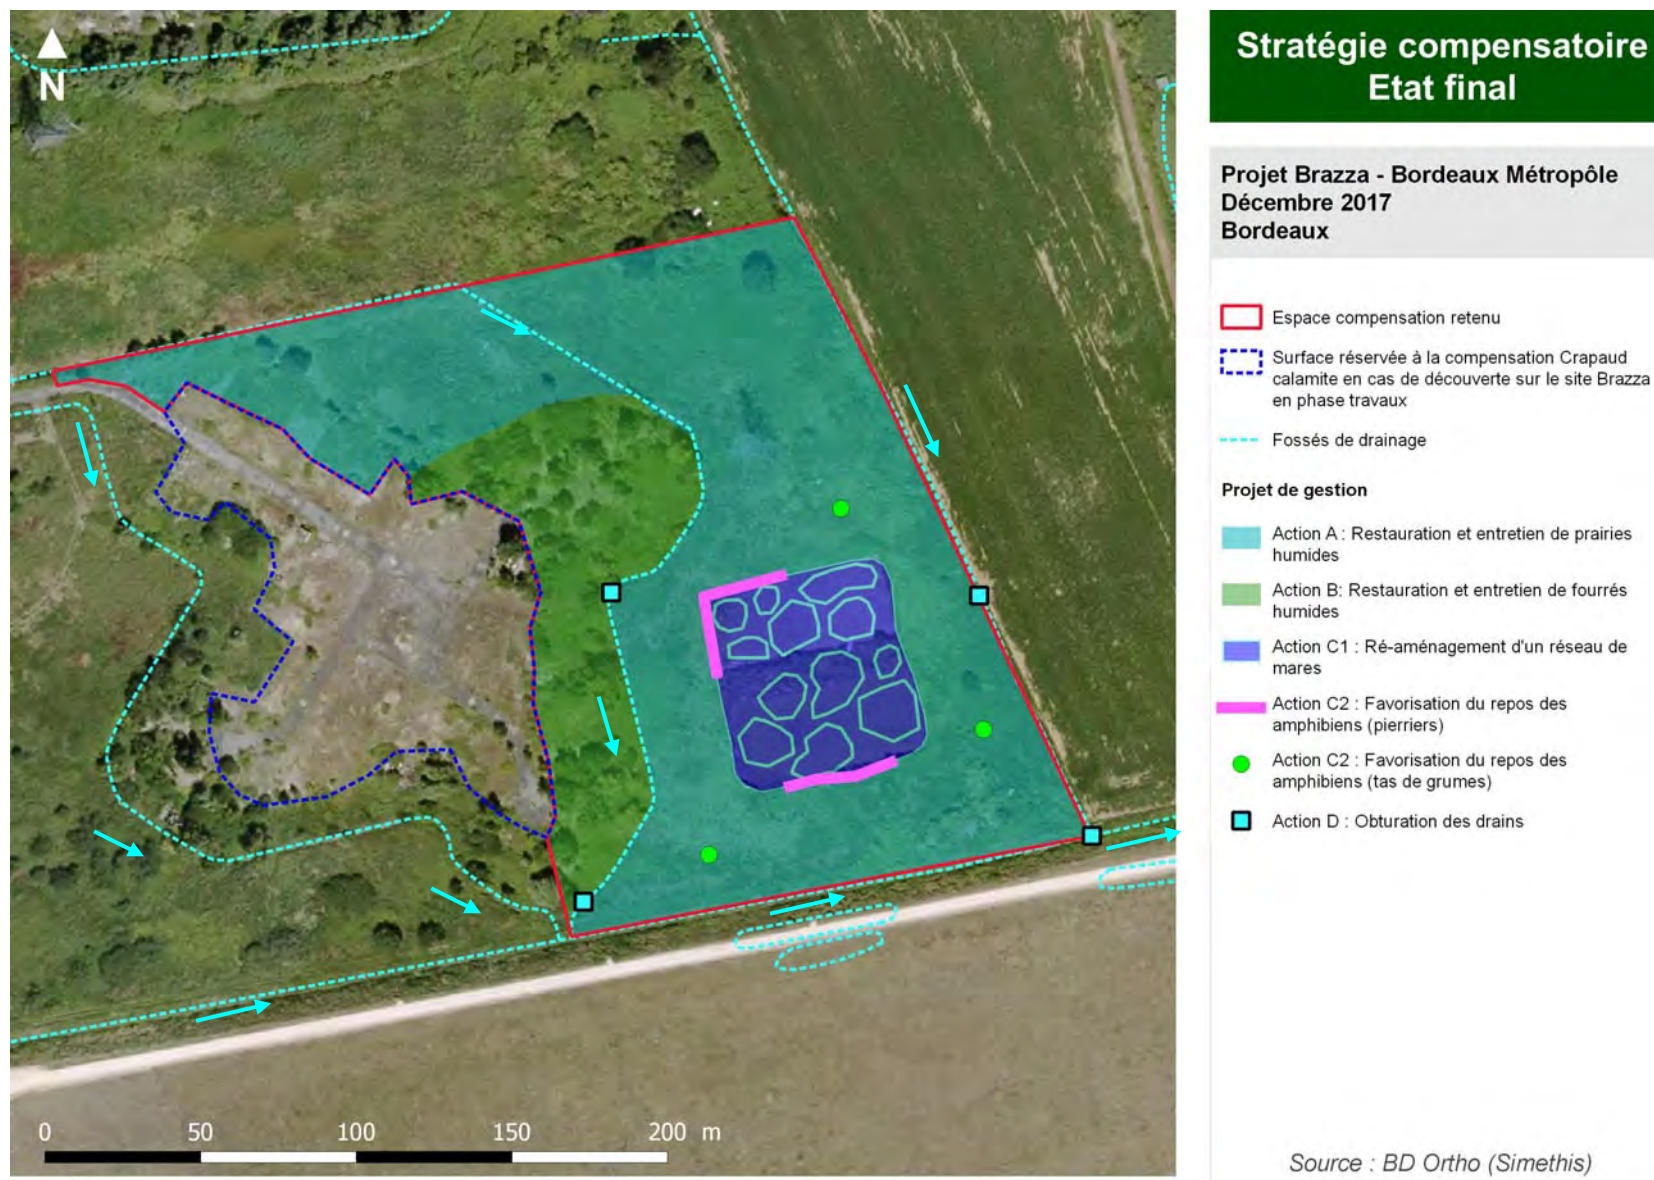 N
Stratégie compensatoire
Etat final
Projet Brazza - Bordeaux Métropôle
Décembre 2017
Bordeaux
Espace compensation retenu
Surface réservée à la compensation Crapaud
calamite en cas de découverte sur le site Brazza
en phase travaux
Fossés de drainage
Projet de gestion
Action A : Restauration et entretien de prairies
humides
Action B: Restauration et entretien de fourrés
humides
Action C1 : Ré-aménagement d'un réseau de
mares
Action C2 : Favorisation du repos des
amphibiens (pierriers)
Action C2 : Favorisation du repos des
amphibiens (tas de grumes)
Action D : Obturation des drains
0 50 100 150 200 m
Source : BD Ortho (Simethis)